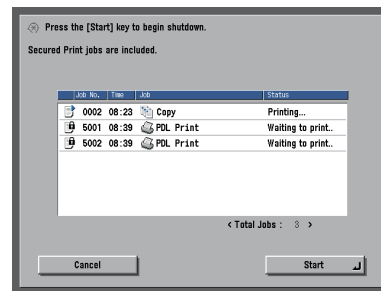 Press the [Start] key to begin shutdown.
Secured Print jobs are included.
Job No. Time Job Status
0002 08:23 Copy Printing...
5001 08:39 PDL Print Waiting to print..
5002 08:39 PDL Print Waiting to print..
< Total Jobs : 3 >
Cancel Start